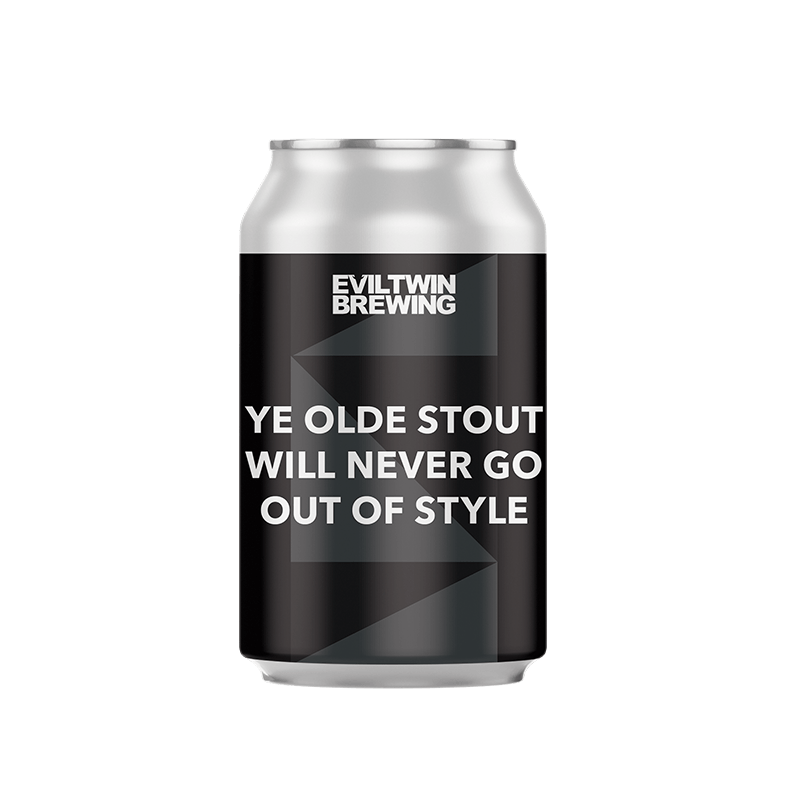 EVILTWIN
BREWING
YE OLDE STOUT
WILL NEVER GO
OUT OF STYLE